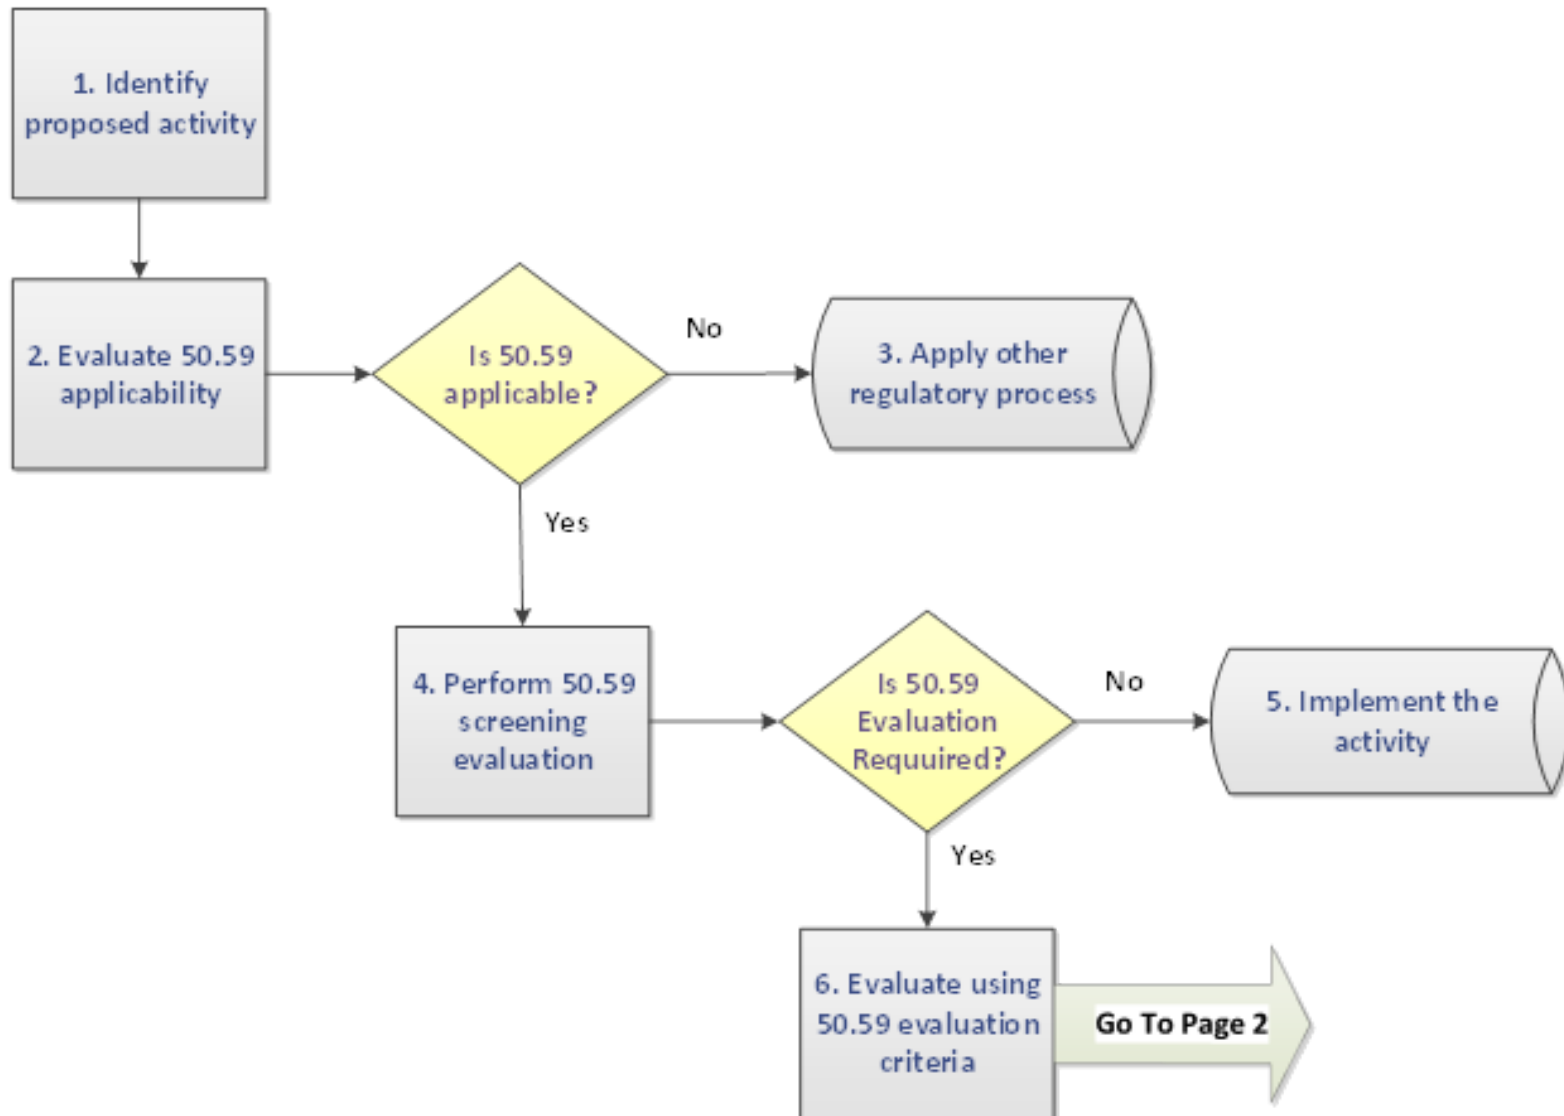 1. Identify
proposed activity
2. Evaluate 50.59
applicability
Is 50.59
applicable?
No
3. Apply other
regulatory process
Yes
4. Perform 50.59
screening
evaluation
Is 50.59
Evaluation
Requuired?
No
5. Implement the
activity
Yes
6. Evaluate using
50.59 evaluation
criteria
Go To Page 2